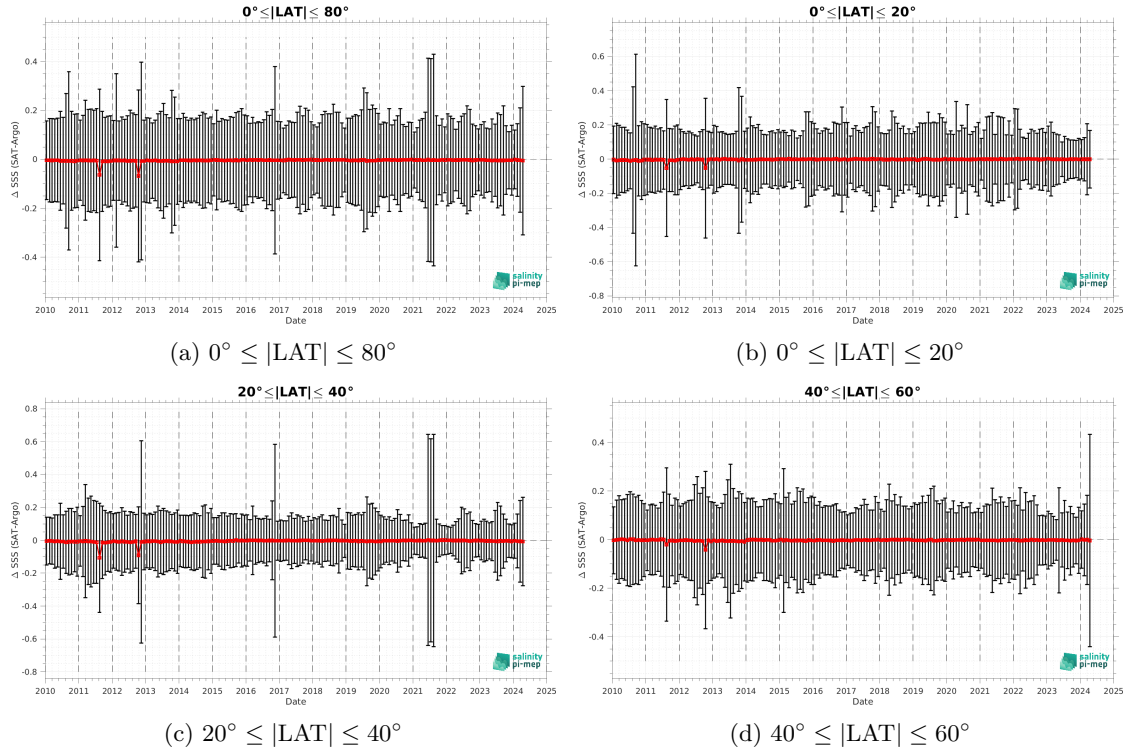 0°≤|LAT|≤ 80°
Δ SSS (SAT-Argo)
0.4
0.2
0
-0.2
-0.4
2010 2011 2012 2013 2014 2015 2016 2017 2018 2019 2020 2021 2022 2023 2024 2025
Date
salinity
pi-mep
(a) 0° ≤ |LAT| ≤ 80°
0°≤|LAT|≤ 20°
Δ SSS (SAT-Argo)
0.6
0.4
0.2
0
-0.2
-0.4
-0.6
-0.8
2010 2011 2012 2013 2014 2015 2016 2017 2018 2019 2020 2021 2022 2023 2024 2025
Date
salinity
pi-mep
(b) 0° ≤ |LAT| ≤ 20°
20°≤|LAT|≤ 40°
Δ SSS (SAT-Argo)
0.8
0.6
0.4
0.2
0
-0.2
-0.4
-0.6
-0.8
2010 2011 2012 2013 2014 2015 2016 2017 2018 2019 2020 2021 2022 2023 2024 2025
Date
salinity
pi-mep
(c) 20° ≤ |LAT| ≤ 40°
40°≤|LAT|≤ 60°
Δ SSS (SAT-Argo)
0.4
0.2
0
-0.2
-0.4
2010 2011 2012 2013 2014 2015 2016 2017 2018 2019 2020 2021 2022 2023 2024 2025
Date
salinity
pi-mep
(d) 40° ≤ |LAT| ≤ 60°